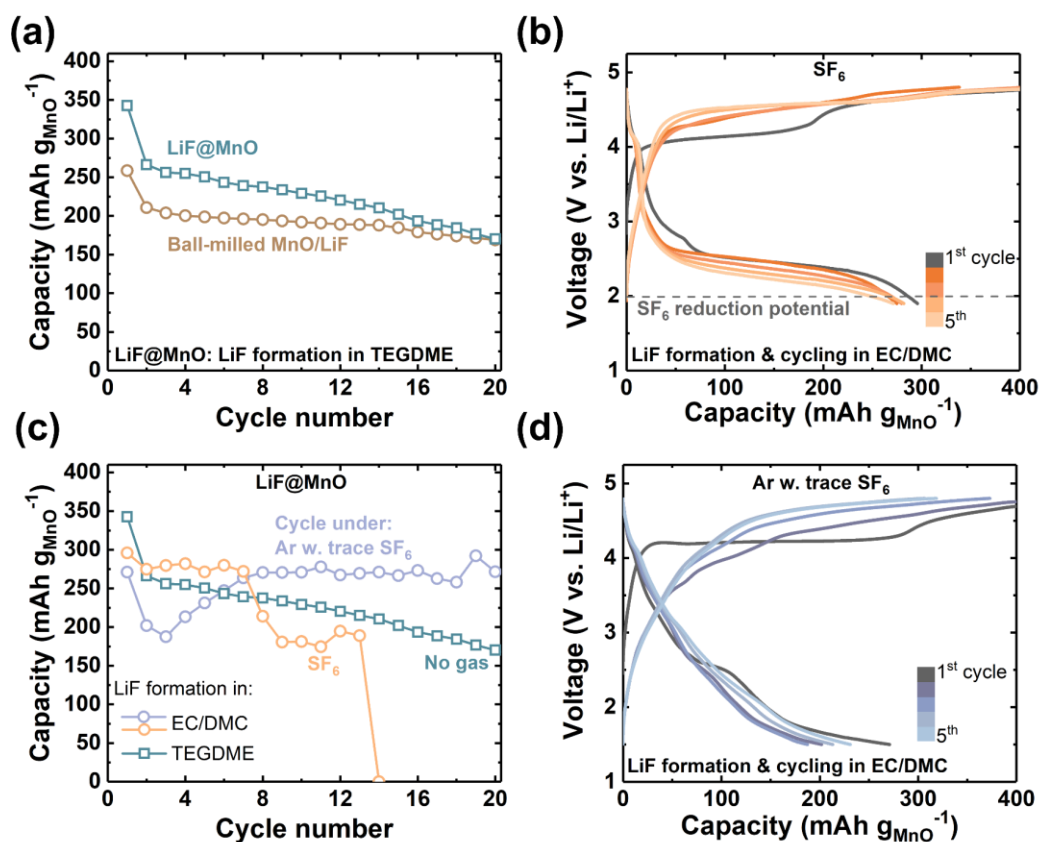 (a)
Capacity (mAh g_MnO⁻¹)
400
350
300
250
200
150
100
50
0
LiF@MnO
Ball-milled MnO/LiF
LiF@MnO: LiF formation in TEGDME
0 4 8 12 16 20
Cycle number
(b)
Voltage (V vs. Li/Li⁺)
5
4
3
2
1
SF₆
1ˢᵗ cycle
5ᵗʰ
SF₆ reduction potential
LiF formation & cycling in EC/DMC
0 100 200 300 400
Capacity (mAh g_MnO⁻¹)
(c)
Capacity (mAh g_MnO⁻¹)
400
350
300
250
200
150
100
50
0
LiF@MnO
Cycle under:
Ar w. trace SF₆
SF₆
No gas
LiF formation in:
EC/DMC
TEGDME
0 4 8 12 16 20
Cycle number
(d)
Voltage (V vs. Li/Li⁺)
5
4
3
2
1
Ar w. trace SF₆
1ˢᵗ cycle
5ᵗʰ
LiF formation & cycling in EC/DMC
0 100 200 300 400
Capacity (mAh g_MnO⁻¹)